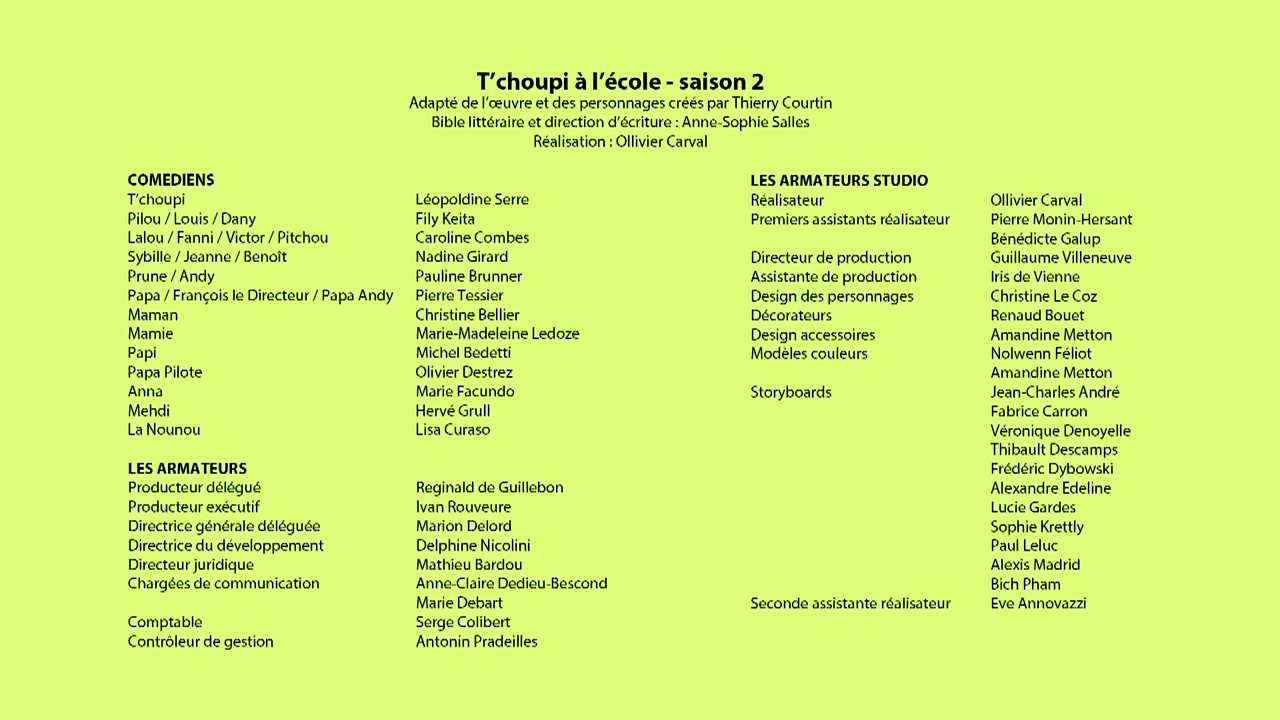 T'choupi à l'école - saison 2
Adapté de l'œuvre et des personnages créés par Thierry Courtin
Bible littéraire et direction d'écriture : Anne-Sophie Salles
Réalisation : Ollivier Carval
COMEDIENS
T'choupi Léopoldine Serre
Pilou / Louis / Dany Fily Keita
Lalou / Fanni / Victor / Pitchou Caroline Combes
Sybille / Jeanne / Benoît Nadine Girard
Prune / Andy Pauline Brunner
Papa / François le Directeur / Papa Andy Pierre Tessier
Maman Christine Bellier
Mamie Marie-Madeleine Ledoze
Papi Michel Bedetti
Papa Pilote Olivier Destrez
Anna Marie Facundo
Mehdi Hervé Grull
La Nounou Lisa Curaso
LES ARMATEURS
Producteur délégué Reginald de Guillebon
Producteur exécutif Ivan Rouveure
Directrice générale déléguée Marion Delord
Directrice du développement Delphine Nicolini
Directeur juridique Mathieu Bardou
Chargées de communication Anne-Claire Dedieu-Bescond
Marie Debart
Comptable Serge Colibert
Contrôleur de gestion Antonin Pradeilles
LES ARMATEURS STUDIO
Réalisateur Ollivier Carval
Premiers assistants réalisateur Pierre Monin-Hersant
Bénédicte Galup
Directeur de production Guillaume Villeneuve
Assistante de production Iris de Vienne
Design des personnages Christine Le Coz
Décorateurs Renaud Bouet
Design accessoires Amandine Metton
Modèles couleurs Nolwenn Féliot
Amandine Metton
Storyboards Jean-Charles André
Fabrice Carron
Véronique Denoyelle
Thibault Descamps
Frédéric Dybowski
Alexandre Edeline
Lucie Gardes
Sophie Krettly
Paul Leluc
Alexis Madrid
Bich Pham
Seconde assistante réalisateur Eve Annovazzi